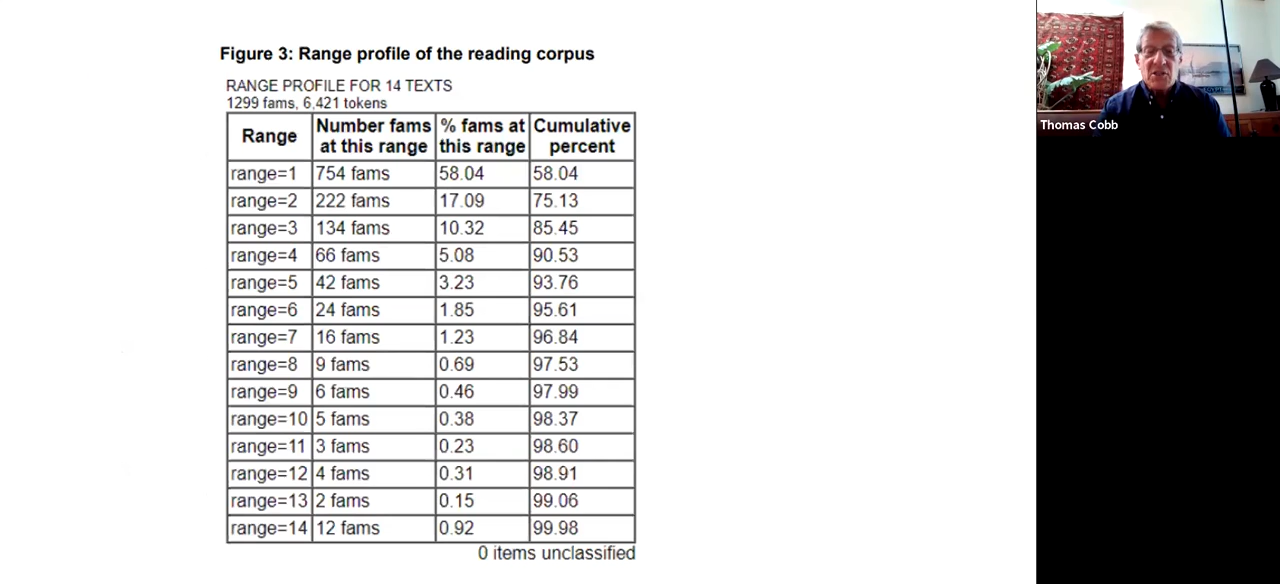 Figure 3: Range profile of the reading corpus
RANGE PROFILE FOR 14 TEXTS
1299 fams, 6,421 tokens
Range Number fams at this range % fams at this range Cumulative percent
range=1 754 fams 58.04 58.04
range=2 222 fams 17.09 75.13
range=3 134 fams 10.32 85.45
range=4 66 fams 5.08 90.53
range=5 42 fams 3.23 93.76
range=6 24 fams 1.85 95.61
range=7 16 fams 1.23 96.84
range=8 9 fams 0.69 97.53
range=9 6 fams 0.46 97.99
range=10 5 fams 0.38 98.37
range=11 3 fams 0.23 98.60
range=12 4 fams 0.31 98.91
range=13 2 fams 0.15 99.06
range=14 12 fams 0.92 99.98
0 items unclassified
Thomas Cobb